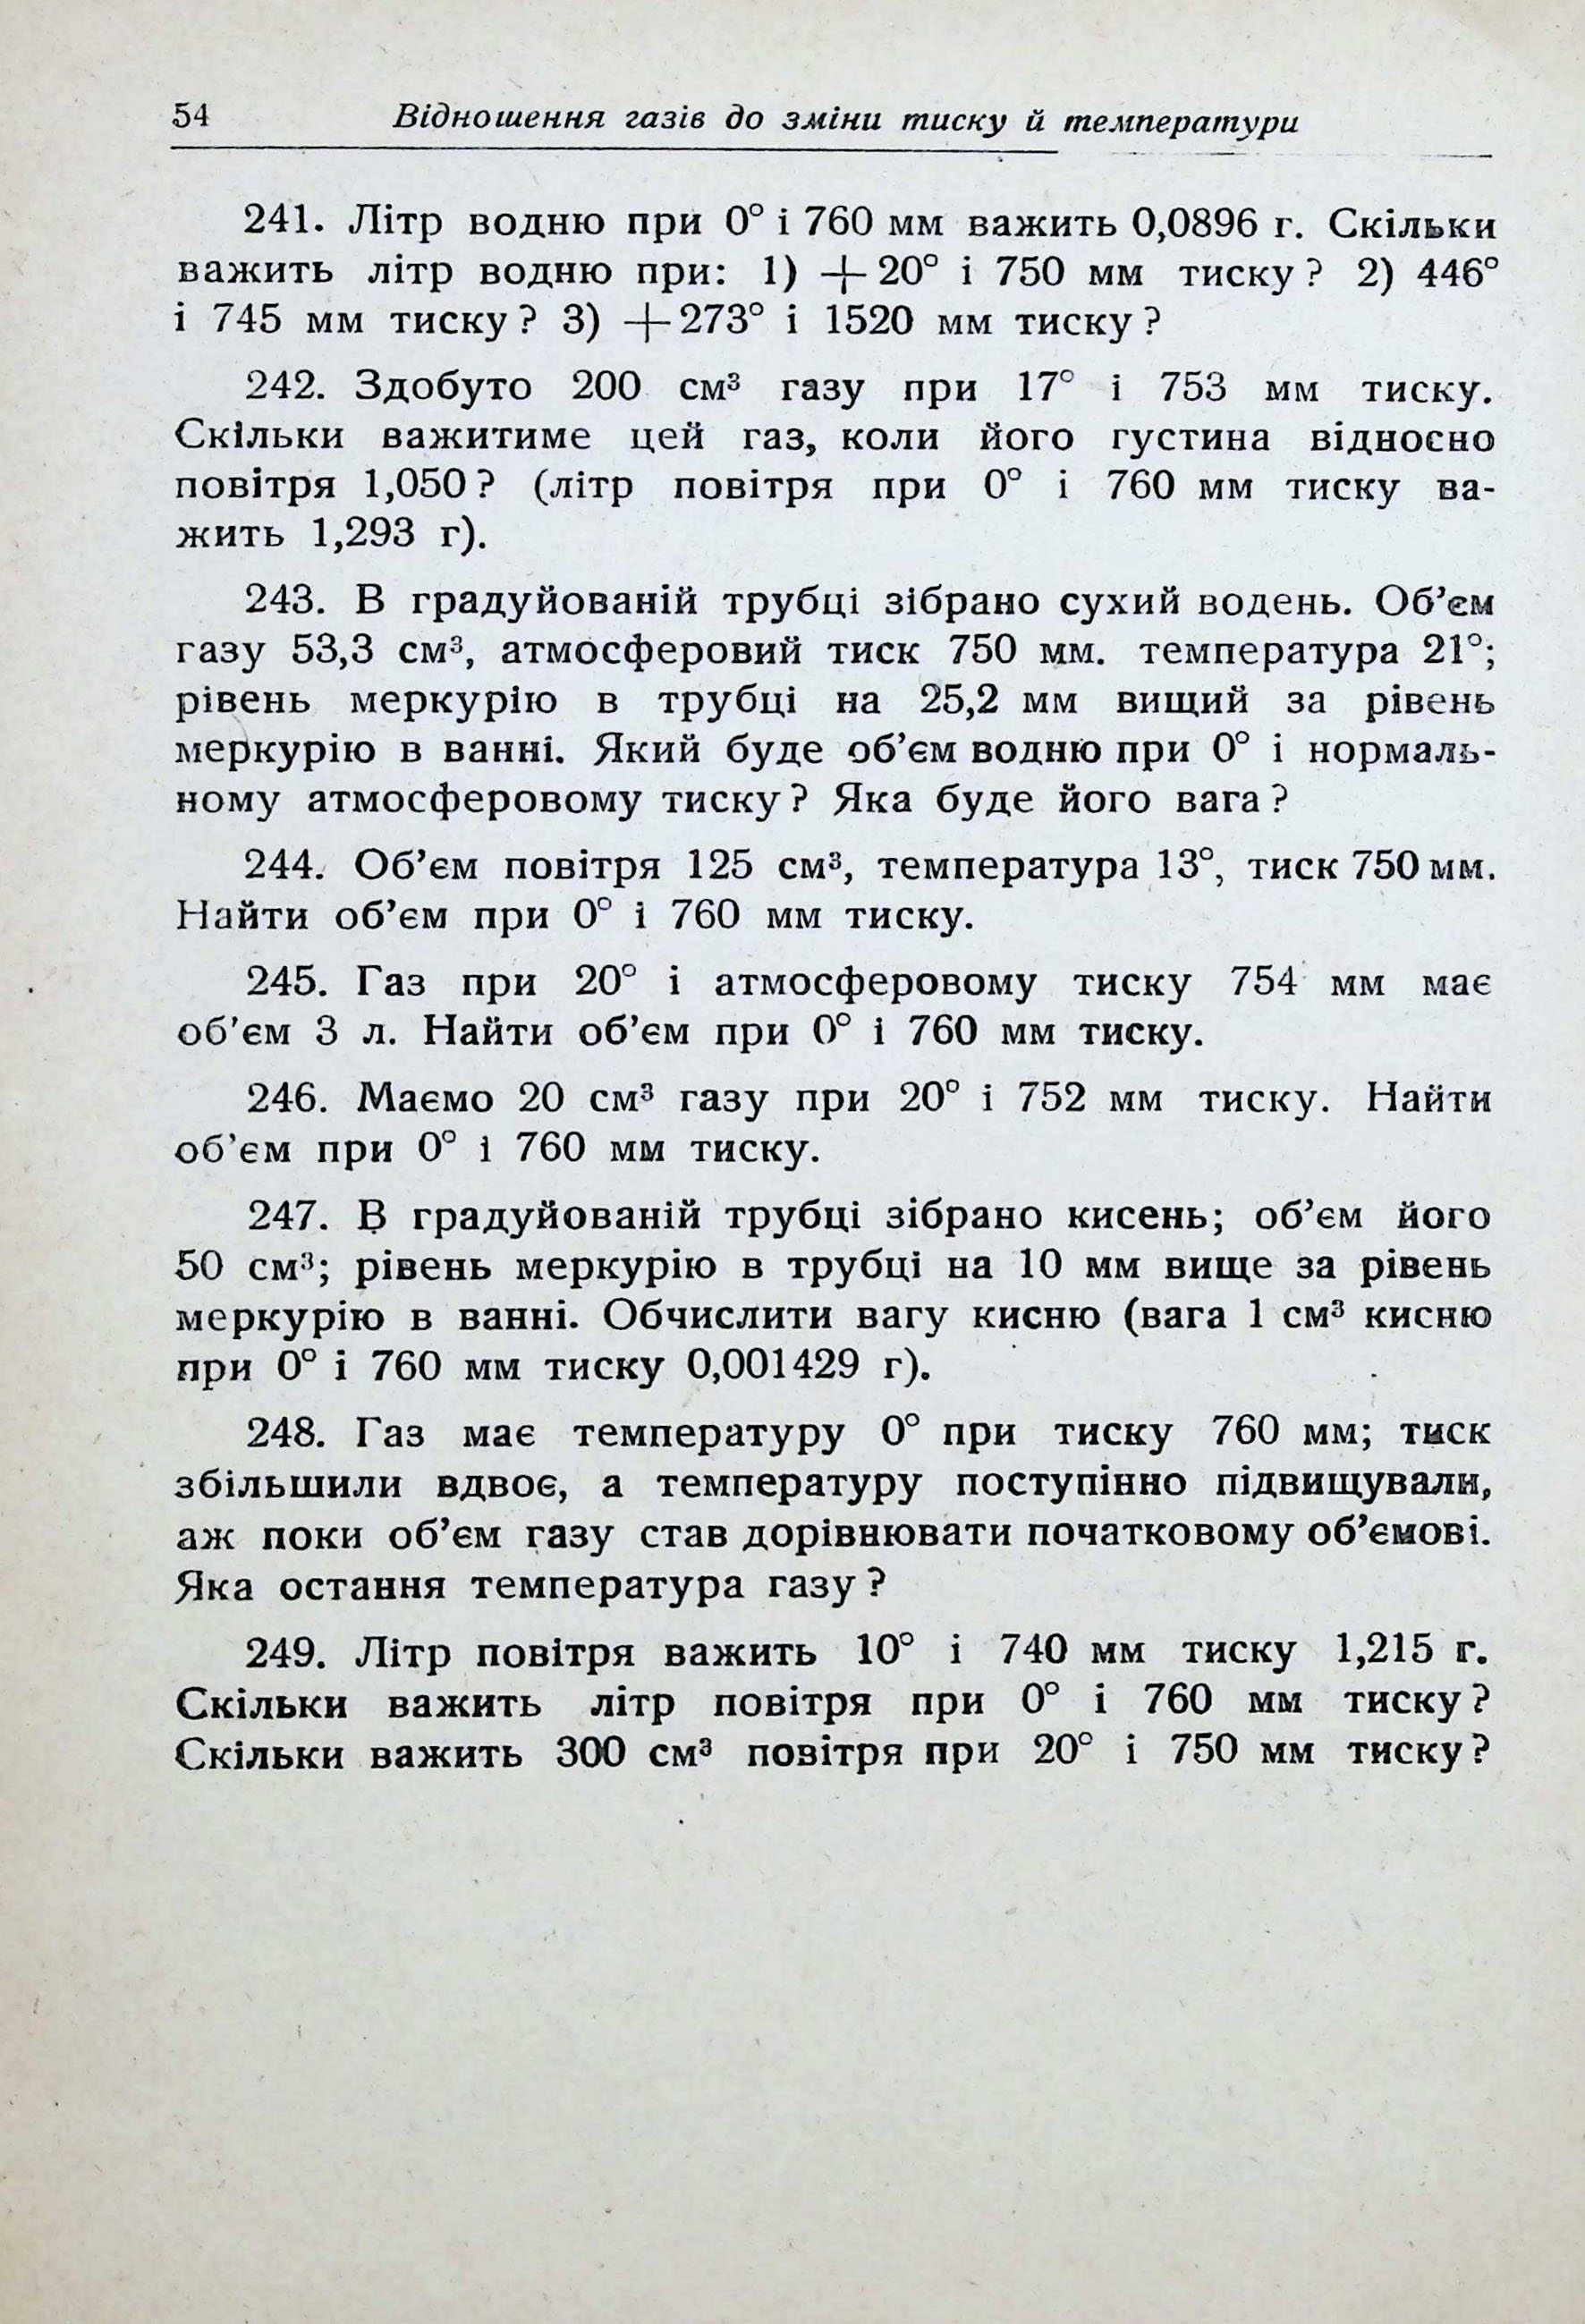 54 Відношення газів до зміни тиску й температури
241. Літр водню при 0° і 760 мм важить 0,0896 г. Скільки
важить літр водню при: 1) +20° і 750 мм тиску? 2) 446°
і 745 мм тиску? 3) +273° і 1520 мм тиску?
242. Здобуто 200 см³ газу при 17° і 753 мм тиску.
Скільки важитиме цей газ, коли його густина відносно
повітря 1,050? (літр повітря при 0° і 760 мм тиску ва-
жить 1,293 г).
243. В градуйованій трубці зібрано сухий водень. Об’єм
газу 53,3 см³, атмосферовий тиск 750 мм. температура 21°;
рівень меркурію в трубці на 25,2 мм вищий за рівень
меркурію в ванні. Який буде об’єм водню при 0° і нормаль-
ному атмосферовому тиску? Яка буде його вага?
244. Об’єм повітря 125 см³, температура 13°, тиск 750 мм.
Найти об’єм при 0° і 760 мм тиску.
245. Газ при 20° і атмосферовому тиску 754 мм має
об’єм 3 л. Найти об’єм при 0° і 760 мм тиску.
246. Маємо 20 см³ газу при 20° і 752 мм тиску. Найти
об’єм при 0° і 760 мм тиску.
247. В градуйованій трубці зібрано кисень; об’єм його
50 см³; рівень меркурію в трубці на 10 мм вище за рівень
меркурію в ванні. Обчислити вагу кисню (вага 1 см³ кисню
при 0° і 760 мм тиску 0,001429 г).
248. Газ має температуру 0° при тиску 760 мм; тиск
збільшили вдвоє, а температуру поступінно підвищували,
аж поки об’єм газу став дорівнювати початковому об’ємові.
Яка остання температура газу?
249. Літр повітря важить 10° і 740 мм тиску 1,215 г.
Скільки важить літр повітря при 0° і 760 мм тиску?
Скільки важить 300 см³ повітря при 20° і 750 мм тиску?